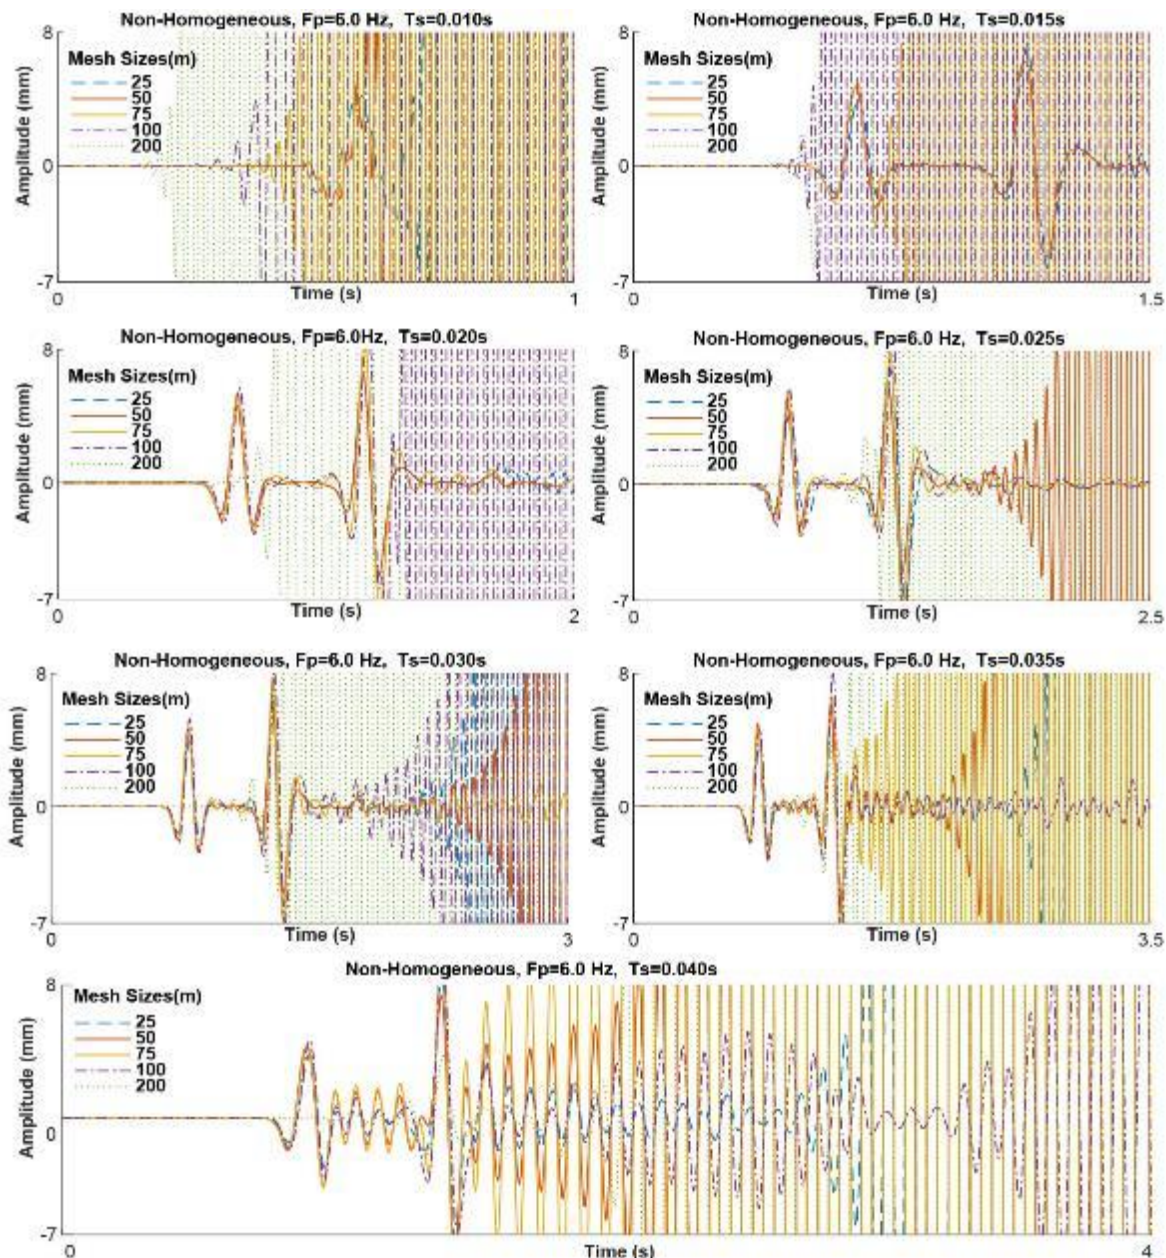 Non-Homogeneous, Fp=6.0 Hz, Ts=0.010s
8
Mesh Sizes(m)
25
50
75
100
200
Amplitude (mm)
0
-7
0
Time (s)
1
Non-Homogeneous, Fp=6.0 Hz, Ts=0.015s
8
Mesh Sizes(m)
25
50
75
100
200
Amplitude (mm)
0
-7
0
Time (s)
1.5
Non-Homogeneous, Fp=6.0Hz, Ts=0.020s
8
Mesh Sizes(m)
25
50
75
100
200
Amplitude (mm)
0
-7
0
Time (s)
2
Non-Homogeneous, Fp=6.0 Hz, Ts=0.025s
8
Mesh Sizes(m)
25
50
75
100
200
Amplitude (mm)
0
-7
0
Time (s)
2.5
Non-Homogeneous, Fp=6.0 Hz, Ts=0.030s
8
Mesh Sizes(m)
25
50
75
100
200
Amplitude (mm)
0
-7
0
Time (s)
3
Non-Homogeneous, Fp=6.0 Hz, Ts=0.035s
8
Mesh Sizes(m)
25
50
75
100
200
Amplitude (mm)
0
-7
0
Time (s)
3.5
Non-Homogeneous, Fp=6.0 Hz, Ts=0.040s
8
Mesh Sizes(m)
25
50
75
100
200
Amplitude (mm)
0
-7
0
Time (s)
4